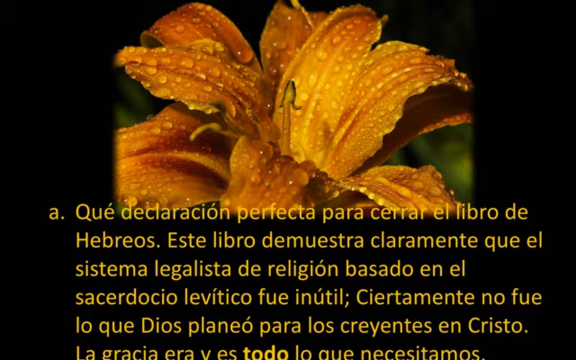 a. Qué declaración perfecta para cerrar el libro de
Hebreos. Este libro demuestra claramente que el
sistema legalista de religión basado en el
sacerdocio levítico fue inútil; Ciertamente no fue
lo que Dios planeó para los creyentes en Cristo.
La gracia era y es todo lo que necesitamos.